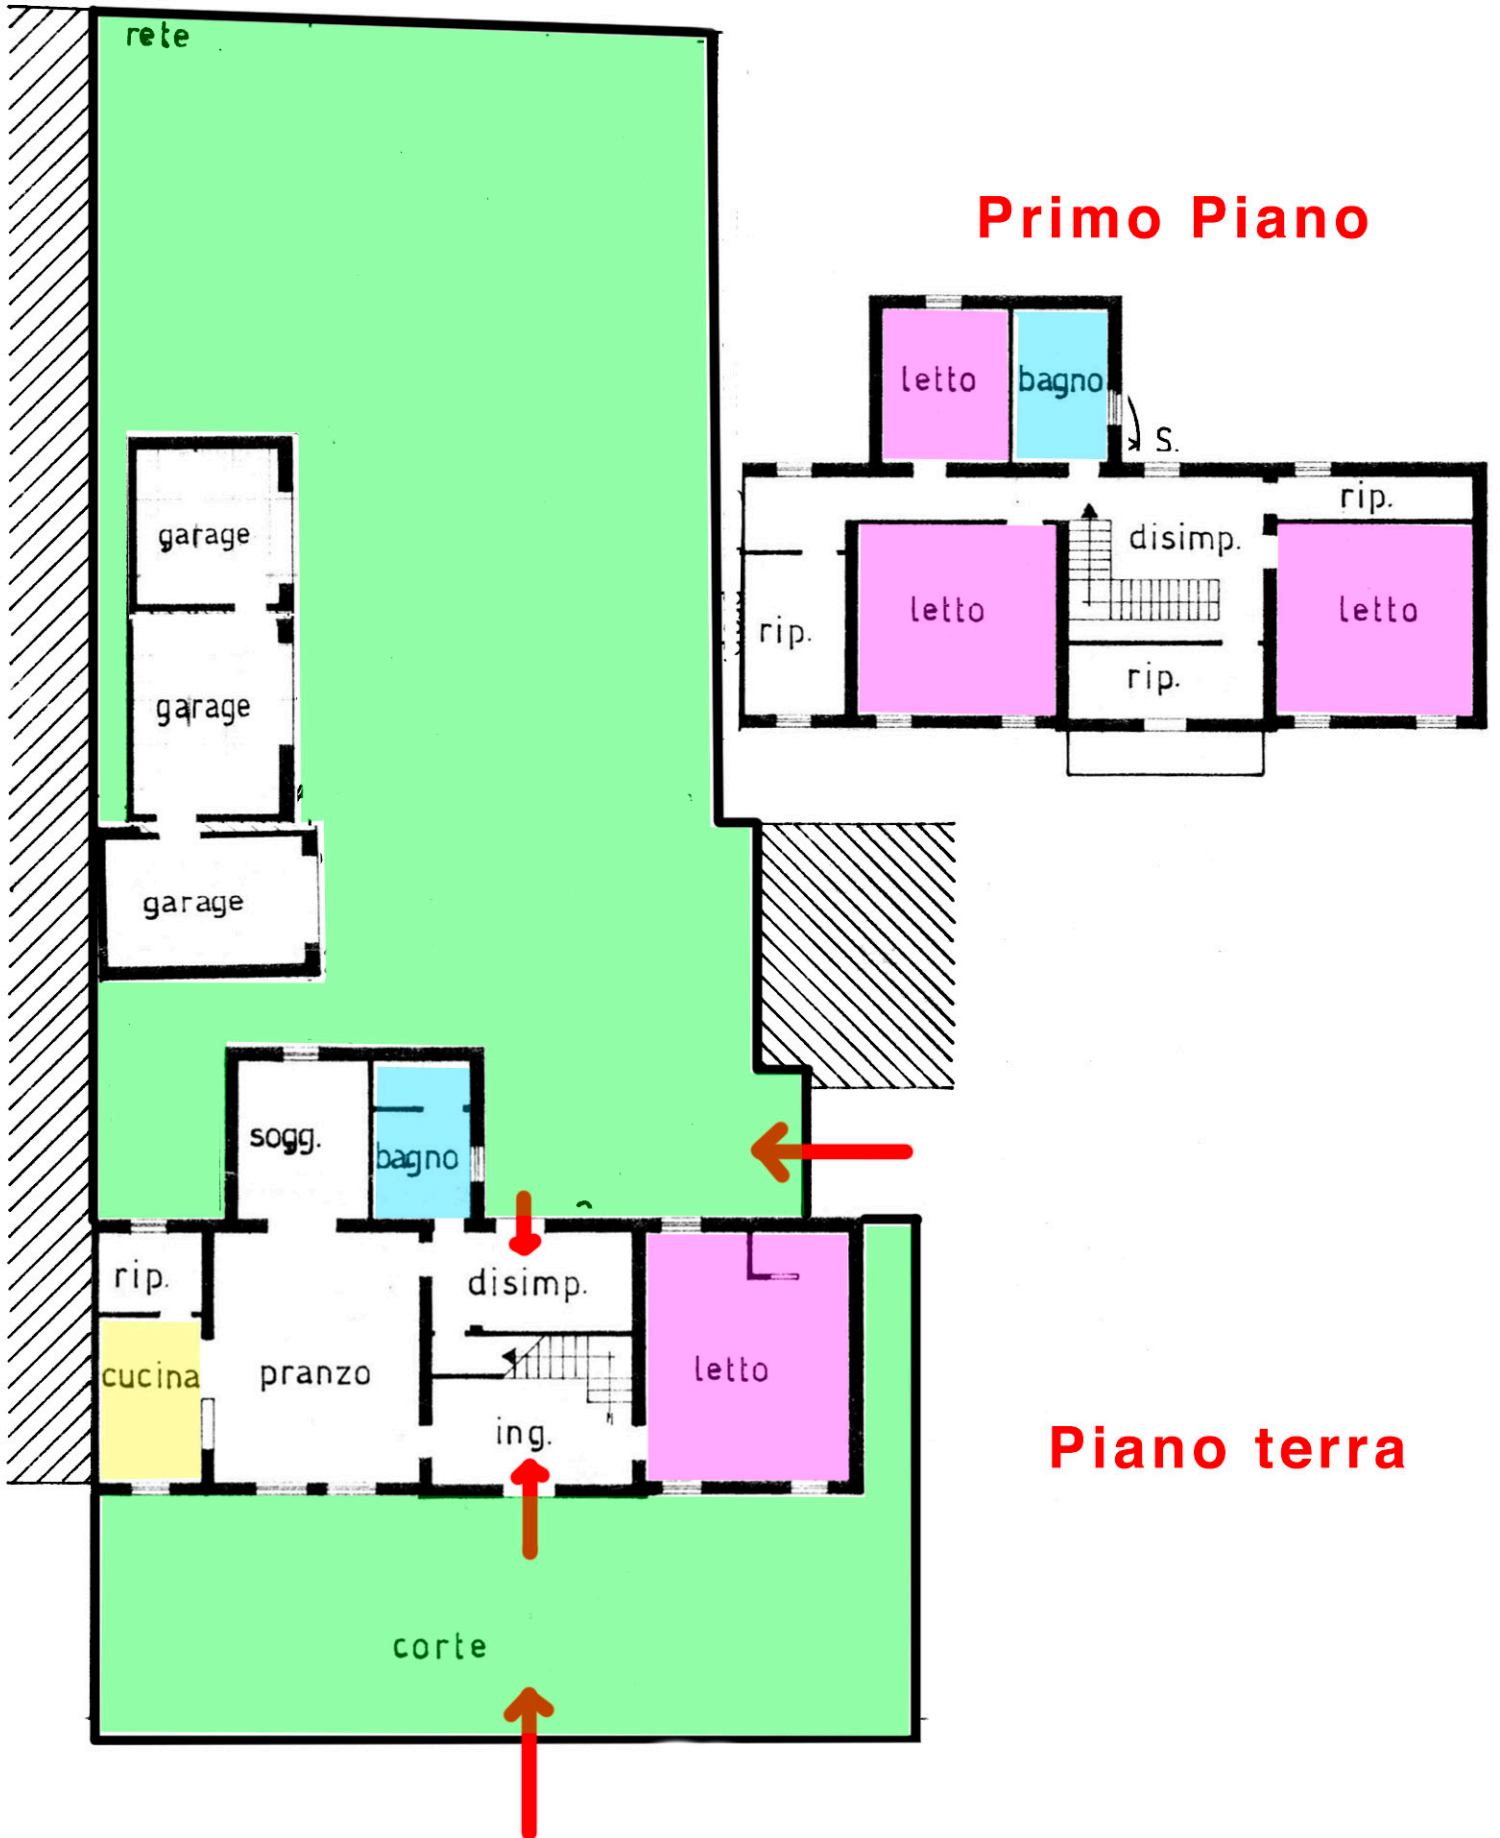 rete
Primo Piano
letto
bagno
S.
rip.
disimp.
letto
letto
rip.
rip.
garage
garage
garage
sogg.
bagno
rip.
disimp.
cucina
pranzo
letto
ing.
Piano terra
corte